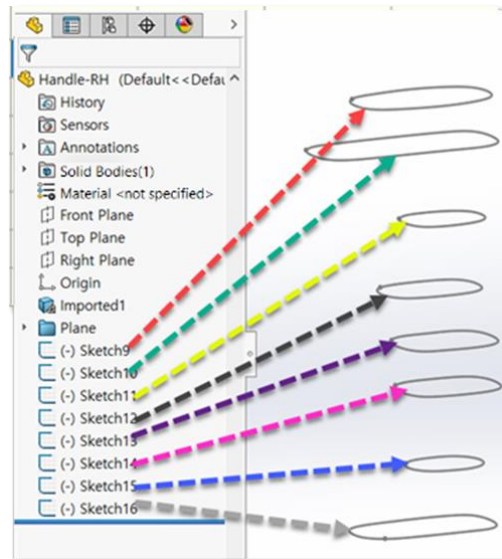 Handle-RH (Default<<Defau
History
Sensors
Annotations
Solid Bodies(1)
Material <not specified>
Front Plane
Top Plane
Right Plane
Origin
Imported1
Plane
(-) Sketch9
(-) Sketch10
(-) Sketch11
(-) Sketch12
(-) Sketch13
(-) Sketch14
(-) Sketch15
(-) Sketch16